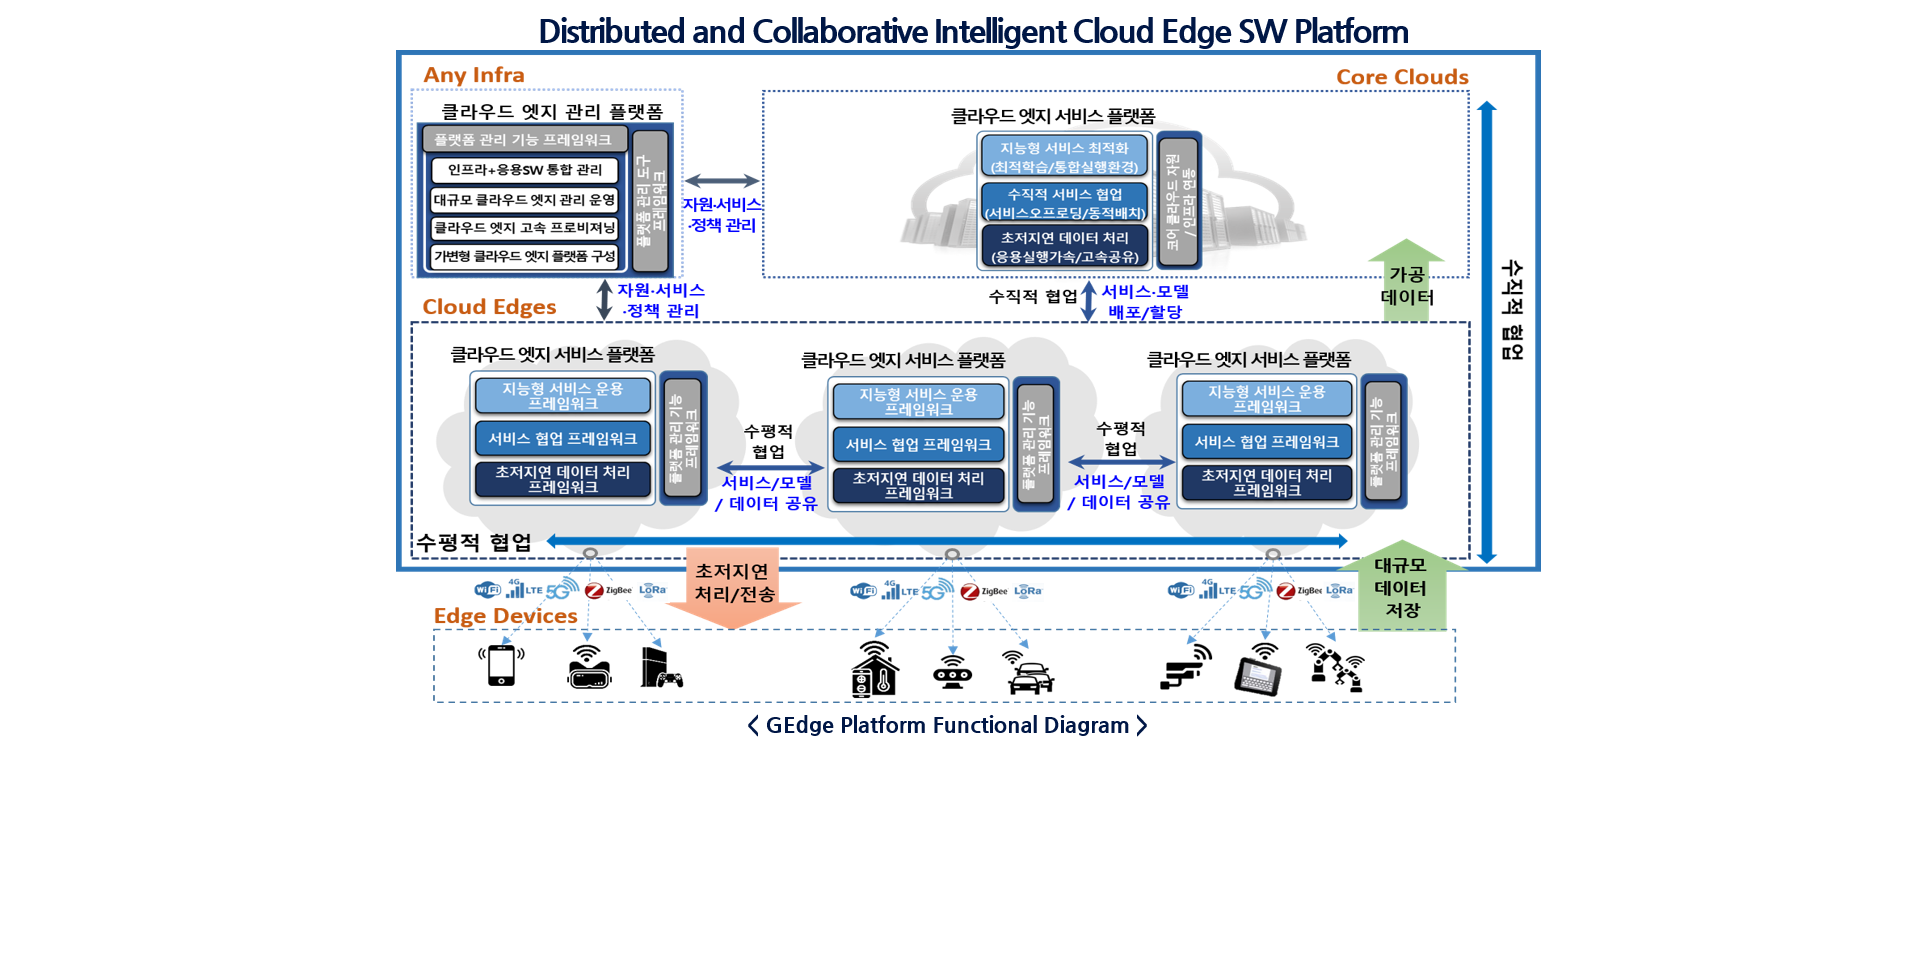 Distributed and Collaborative Intelligent Cloud Edge SW Platform
Any Infra
Core Clouds
클라우드 엣지 관리 플랫폼
플랫폼 관리 기능 프레임워크
인프라+응용SW 통합 관리
대규모 클라우드 엣지 관리 운영
클라우드 엣지 고속 프로비져닝
가변형 클라우드 엣지 플랫폼 구성
플랫폼 관리 도구
프레임워크
자원·서비스
·정책 관리
클라우드 엣지 서비스 플랫폼
지능형 서비스 최적화
(최적학습/통합실행환경)
수직적 서비스 협업
(서비스오프로딩/동적배치)
초저지연 데이터 처리
(응용실행가속/고속공유)
코어 클라우드 자원
/ 인프라 연동
가공
데이터
수직적 협업
Cloud Edges
자원·서비스
·정책 관리
수직적 협업
서비스·모델
배포/할당
클라우드 엣지 서비스 플랫폼
지능형 서비스 운용
프레임워크
서비스 협업 프레임워크
초저지연 데이터 처리
프레임워크
플랫폼 관리 기능
프레임워크
수평적
협업
서비스/모델
/ 데이터 공유
클라우드 엣지 서비스 플랫폼
지능형 서비스 운용
프레임워크
서비스 협업 프레임워크
초저지연 데이터 처리
프레임워크
플랫폼 관리 기능
프레임워크
수평적
협업
서비스/모델
/ 데이터 공유
클라우드 엣지 서비스 플랫폼
지능형 서비스 운용
프레임워크
서비스 협업 프레임워크
초저지연 데이터 처리
프레임워크
플랫폼 관리 기능
프레임워크
수평적 협업
초저지연
처리/전송
대규모
데이터
저장
WiFi 4G LTE 5G ZigBee LoRa
WiFi 4G LTE 5G ZigBee LoRa
WiFi 4G LTE 5G ZigBee LoRa
Edge Devices
< GEdge Platform Functional Diagram >